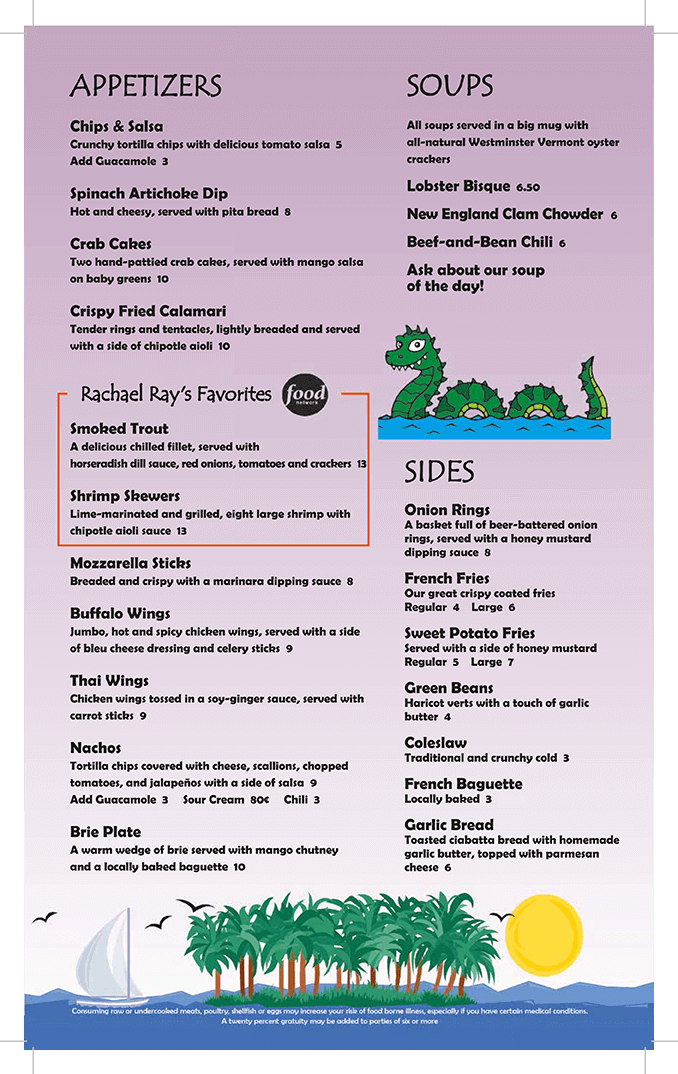 APPETIZERS
Chips & Salsa
Crunchy tortilla chips with delicious tomato salsa 5
Add Guacamole 3
Spinach Artichoke Dip
Hot and cheesy, served with pita bread 8
Crab Cakes
Two hand-pattied crab cakes, served with mango salsa
on baby greens 10
Crispy Fried Calamari
Tender rings and tentacles, lightly breaded and served
with a side of chipotle aioli 10
Rachael Ray's Favorites
food
network
Smoked Trout
A delicious chilled fillet, served with
horseradish dill sauce, red onions, tomatoes and crackers 13
Shrimp Skewers
Lime-marinated and grilled, eight large shrimp with
chipotle aioli sauce 13
Mozzarella Sticks
Breaded and crispy with a marinara dipping sauce 8
Buffalo Wings
Jumbo, hot and spicy chicken wings, served with a side
of bleu cheese dressing and celery sticks 9
Thai Wings
Chicken wings tossed in a soy-ginger sauce, served with
carrot sticks 9
Nachos
Tortilla chips covered with cheese, scallions, chopped
tomatoes, and jalapeños with a side of salsa 9
Add Guacamole 3 Sour Cream 80¢ Chili 3
Brie Plate
A warm wedge of brie served with mango chutney
and a locally baked baguette 10
SOUPS
All soups served in a big mug with
all-natural Westminster Vermont oyster
crackers
Lobster Bisque 6.50
New England Clam Chowder 6
Beef-and-Bean Chili 6
Ask about our soup
of the day!
SIDES
Onion Rings
A basket full of beer-battered onion
rings, served with a honey mustard
dipping sauce 8
French Fries
Our great crispy coated fries
Regular 4 Large 6
Sweet Potato Fries
Served with a side of honey mustard
Regular 5 Large 7
Green Beans
Haricot verts with a touch of garlic
butter 4
Coleslaw
Traditional and crunchy cold 3
French Baguette
Locally baked 3
Garlic Bread
Toasted ciabatta bread with homemade
garlic butter, topped with parmesan
cheese 6
Consuming raw or undercooked meats, poultry, shellfish or eggs may increase your risk of food borne illness, especially if you have certain medical conditions.
A twenty percent gratuity may be added to parties of six or more